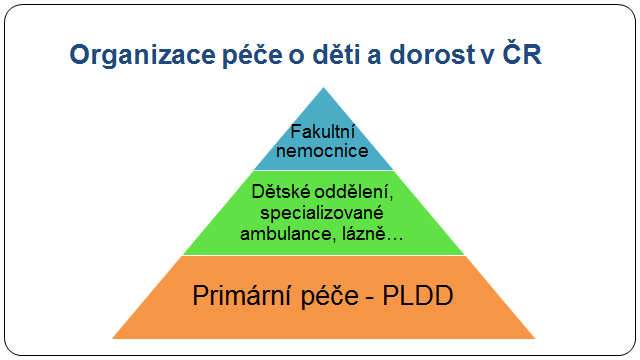 Organizace péče o děti a dorost v ČR
Fakultní
nemocnice
Dětské oddělení,
specializované
ambulance, lázně…
Primární péče - PLDD